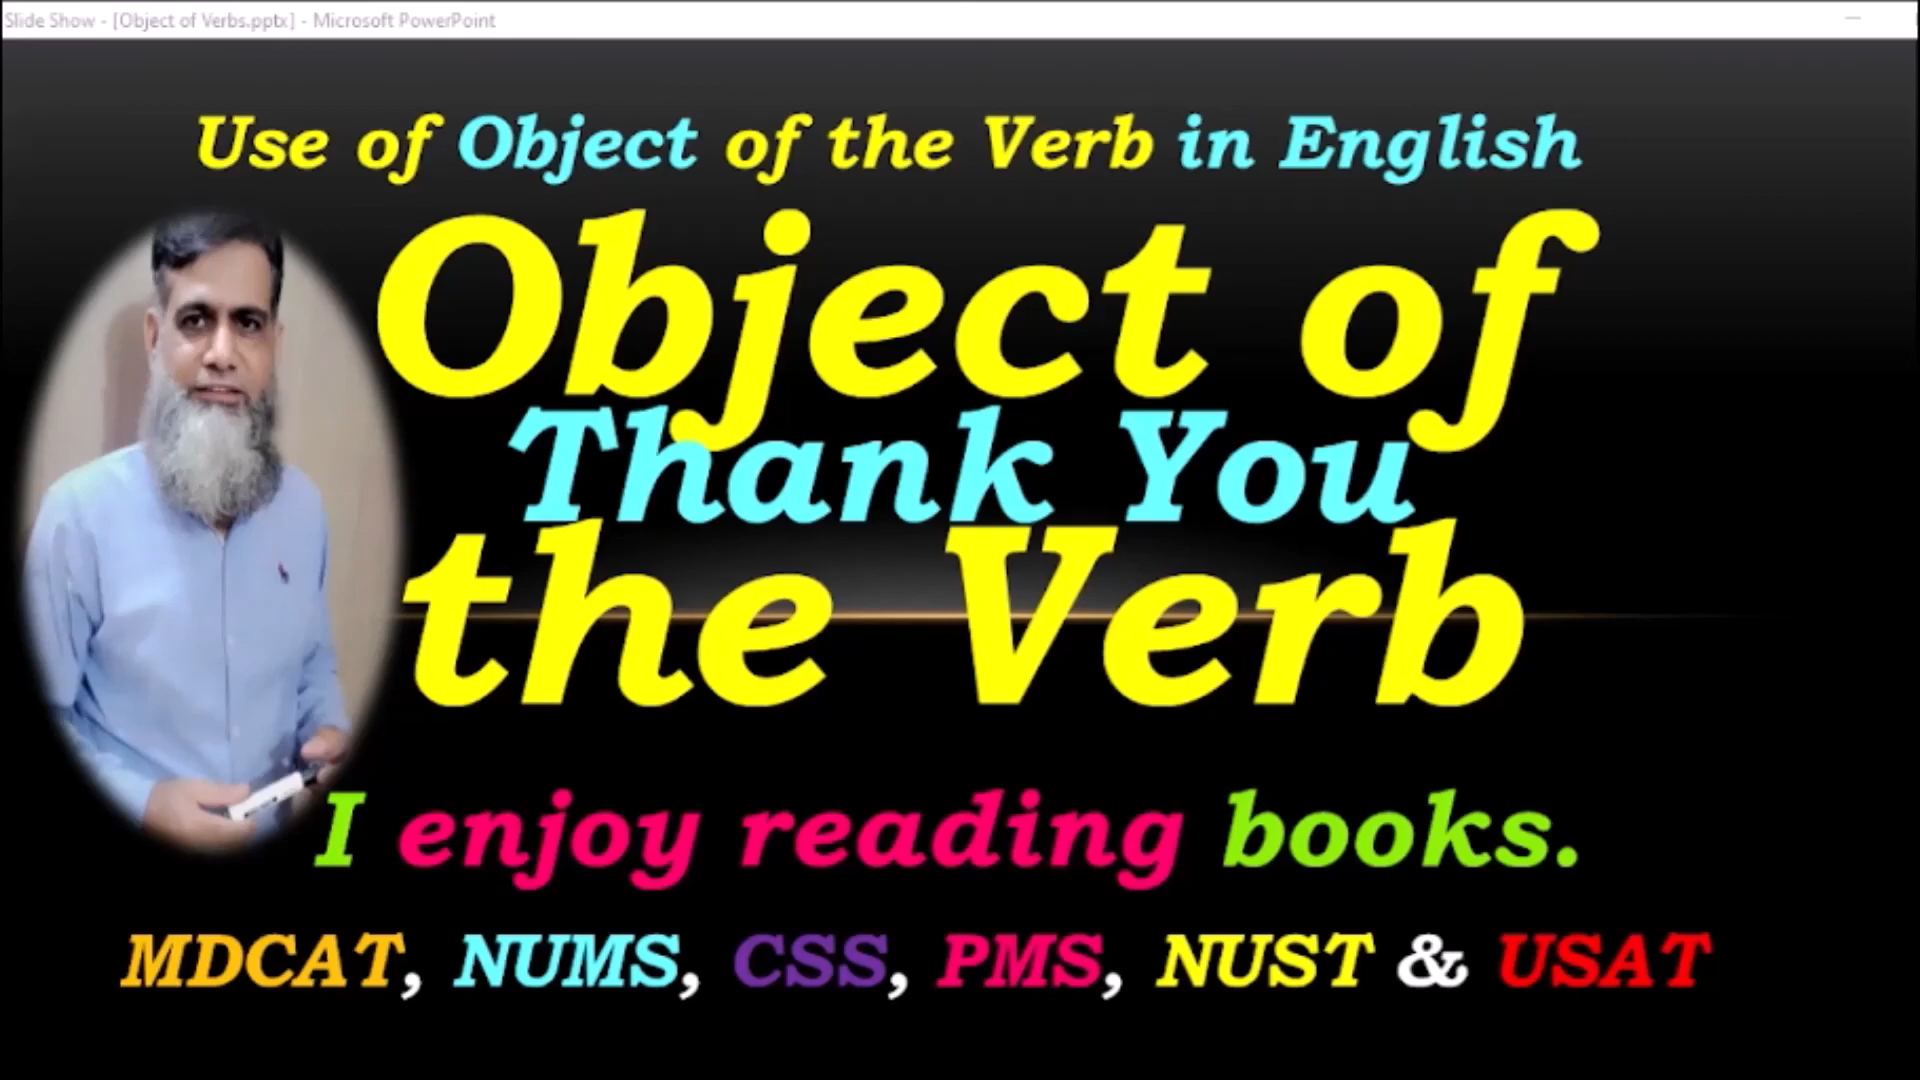 Slide Show - [Object of Verbs.pptx] - Microsoft PowerPoint
Use of Object of the Verb in English
Object of
Thank You
the Verb
I enjoy reading books.
MDCAT, NUMS, CSS, PMS, NUST & USAT